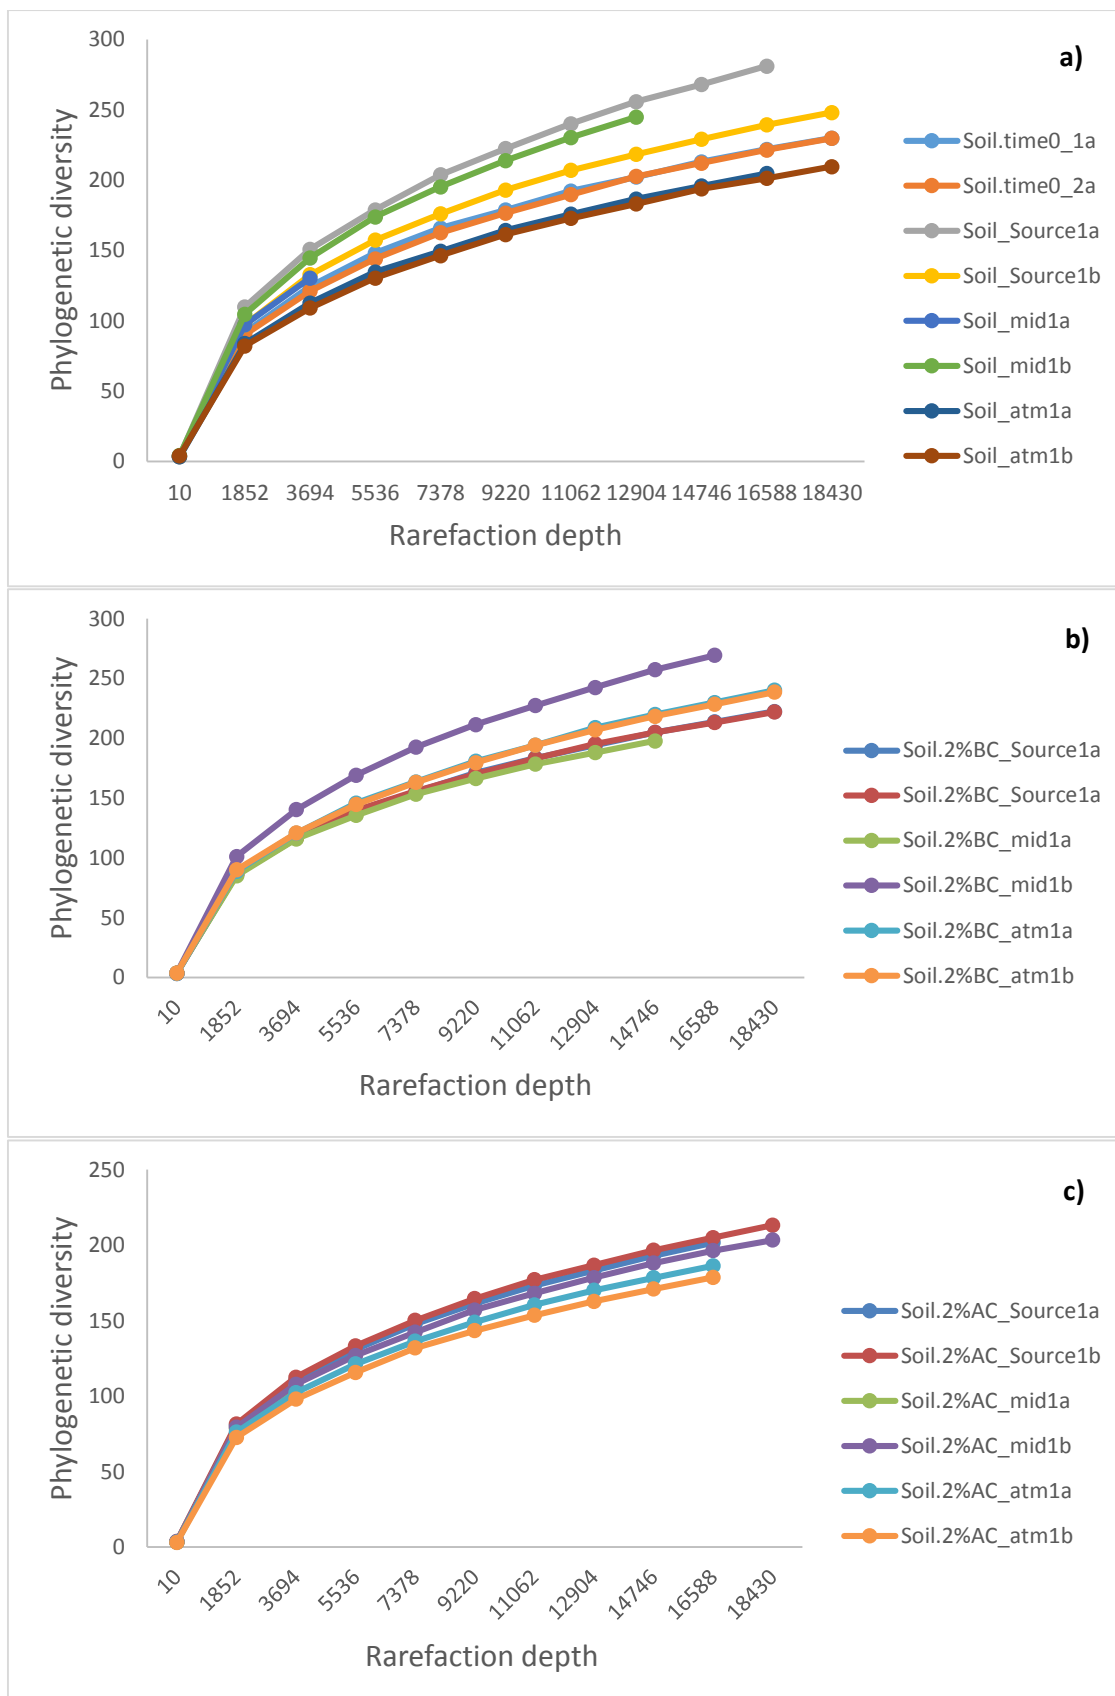 a)
300
250
200
150
100
50
0
Phylogenetic diversity
10 1852 3694 5536 7378 9220 11062 12904 14746 16588 18430
Rarefaction depth
Soil.time0_1a
Soil.time0_2a
Soil_Source1a
Soil_Source1b
Soil_mid1a
Soil_mid1b
Soil_atm1a
Soil_atm1b
b)
300
250
200
150
100
50
0
Phylogenetic diversity
10 1852 3694 5536 7378 9220 11062 12904 14746 16588 18430
Rarefaction depth
Soil.2%BC_Source1a
Soil.2%BC_Source1a
Soil.2%BC_mid1a
Soil.2%BC_mid1b
Soil.2%BC_atm1a
Soil.2%BC_atm1b
c)
250
200
150
100
50
0
Phylogenetic diversity
10 1852 3694 5536 7378 9220 11062 12904 14746 16588 18430
Rarefaction depth
Soil.2%AC_Source1a
Soil.2%AC_Source1b
Soil.2%AC_mid1a
Soil.2%AC_mid1b
Soil.2%AC_atm1a
Soil.2%AC_atm1b